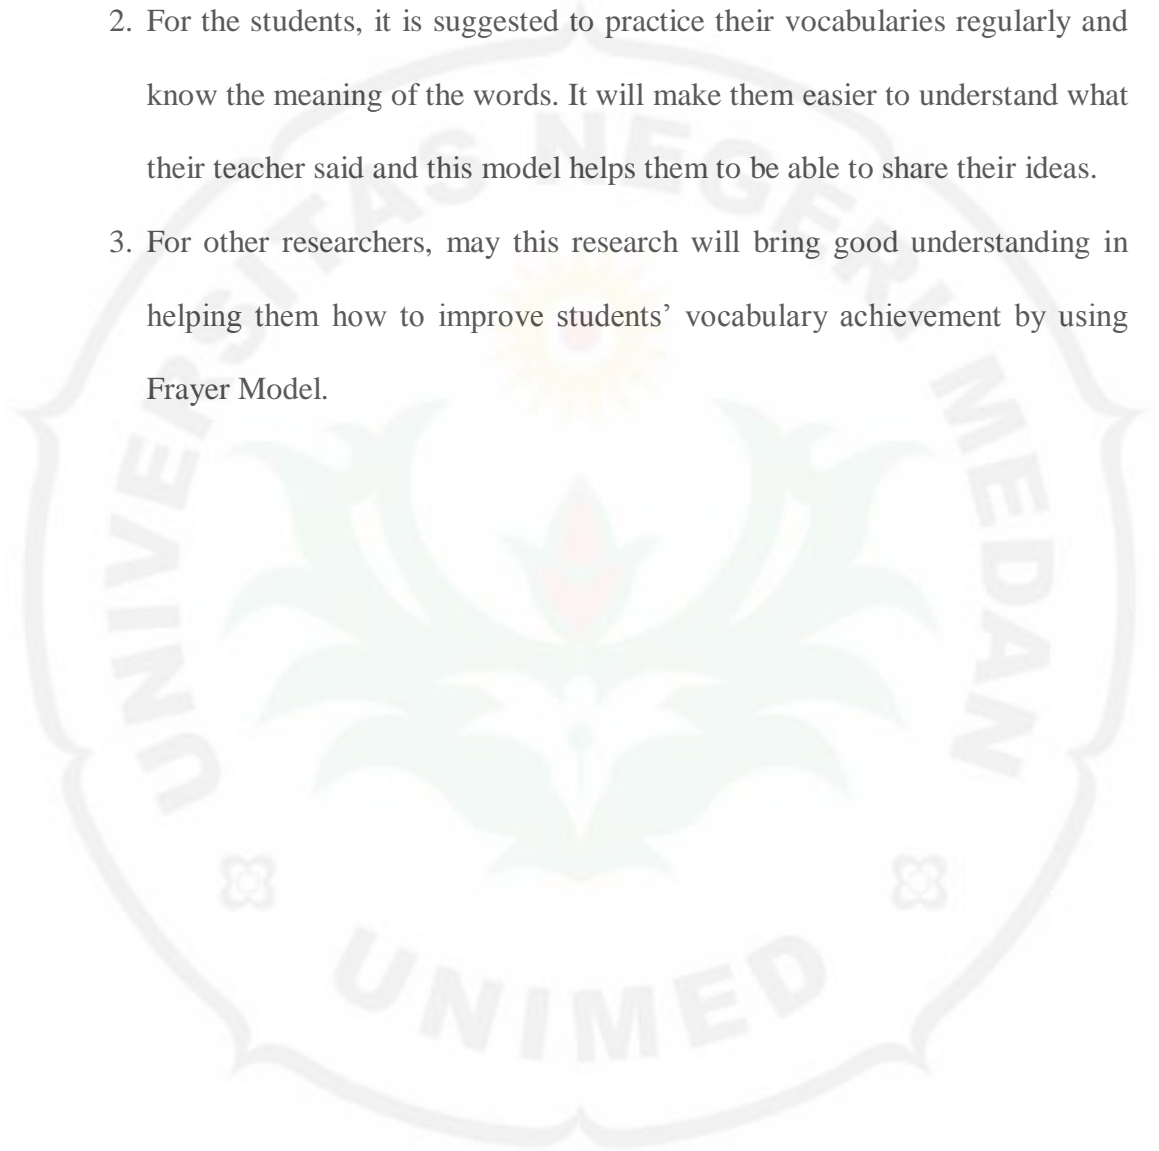 2. For the students, it is suggested to practice their vocabularies regularly and
know the meaning of the words. It will make them easier to understand what
their teacher said and this model helps them to be able to share their ideas.
3. For other researchers, may this research will bring good understanding in
helping them how to improve students’ vocabulary achievement by using
Frayer Model.
UNIVERSITAS NEGERI MEDAN
UNIMED